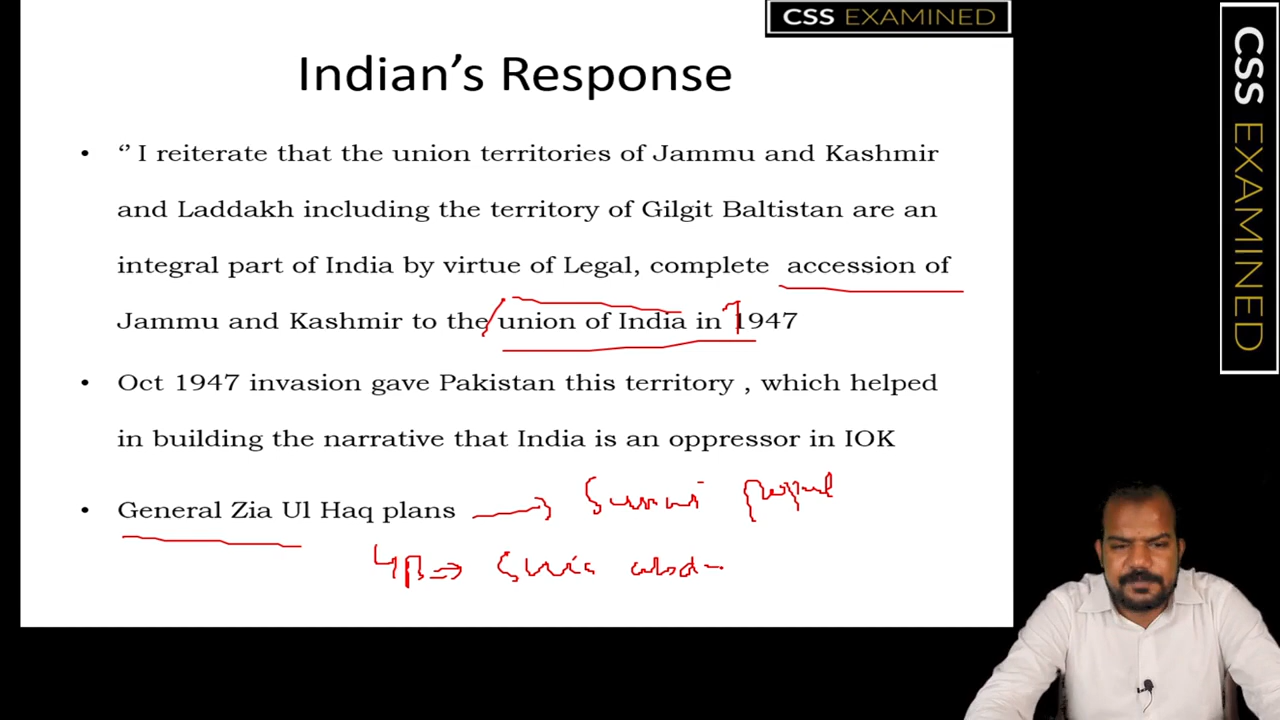 CSS EXAMINED
Indian's Response
• “ I reiterate that the union territories of Jammu and Kashmir
and Laddakh including the territory of Gilgit Baltistan are an
integral part of India by virtue of Legal, complete accession of
Jammu and Kashmir to the union of India in 1947
• Oct 1947 invasion gave Pakistan this territory , which helped
in building the narrative that India is an oppressor in IOK
• General Zia Ul Haq plans
CSS EXAMINED